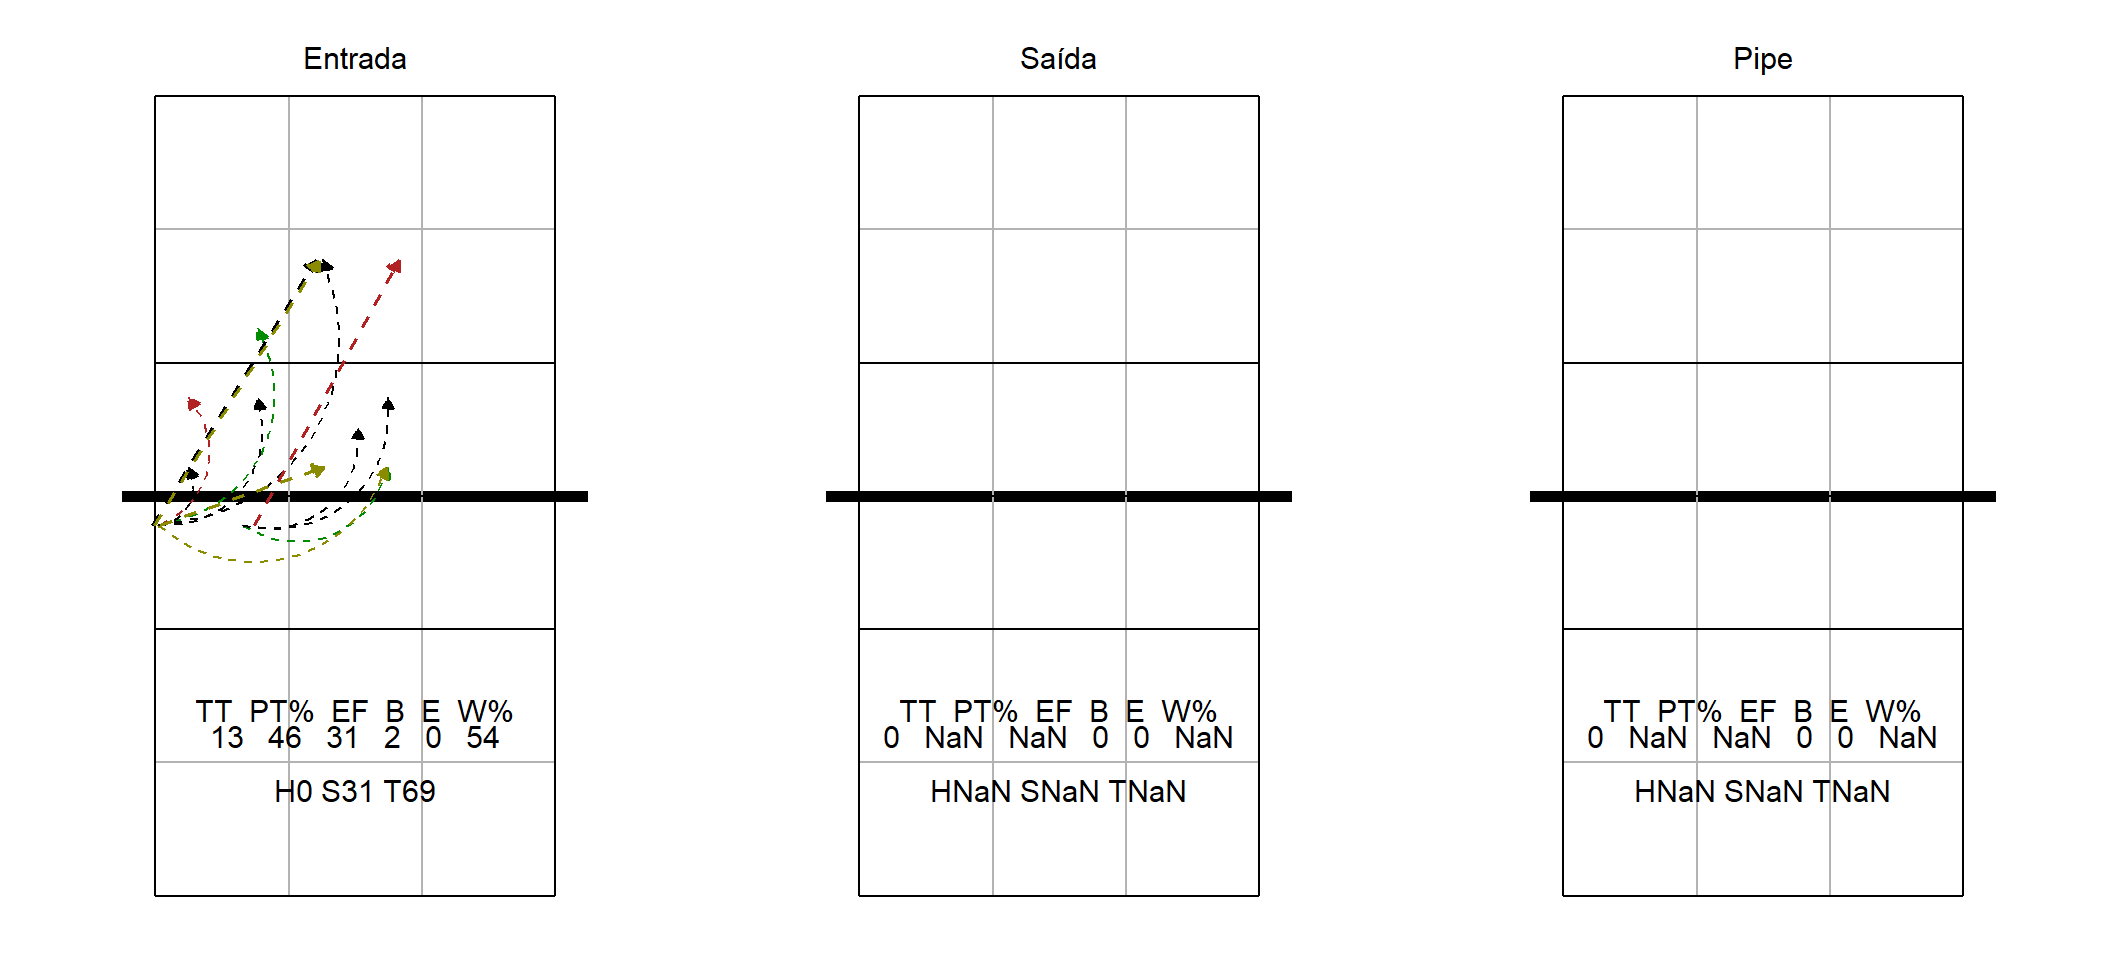 Entrada
Saída
Pipe
TT PT% EF B E W%
13 46 31 2 0 54
H0 S31 T69
TT PT% EF B E W%
0 NaN NaN 0 0 NaN
HNaN SNaN TNaN
TT PT% EF B E W%
0 NaN NaN 0 0 NaN
HNaN SNaN TNaN